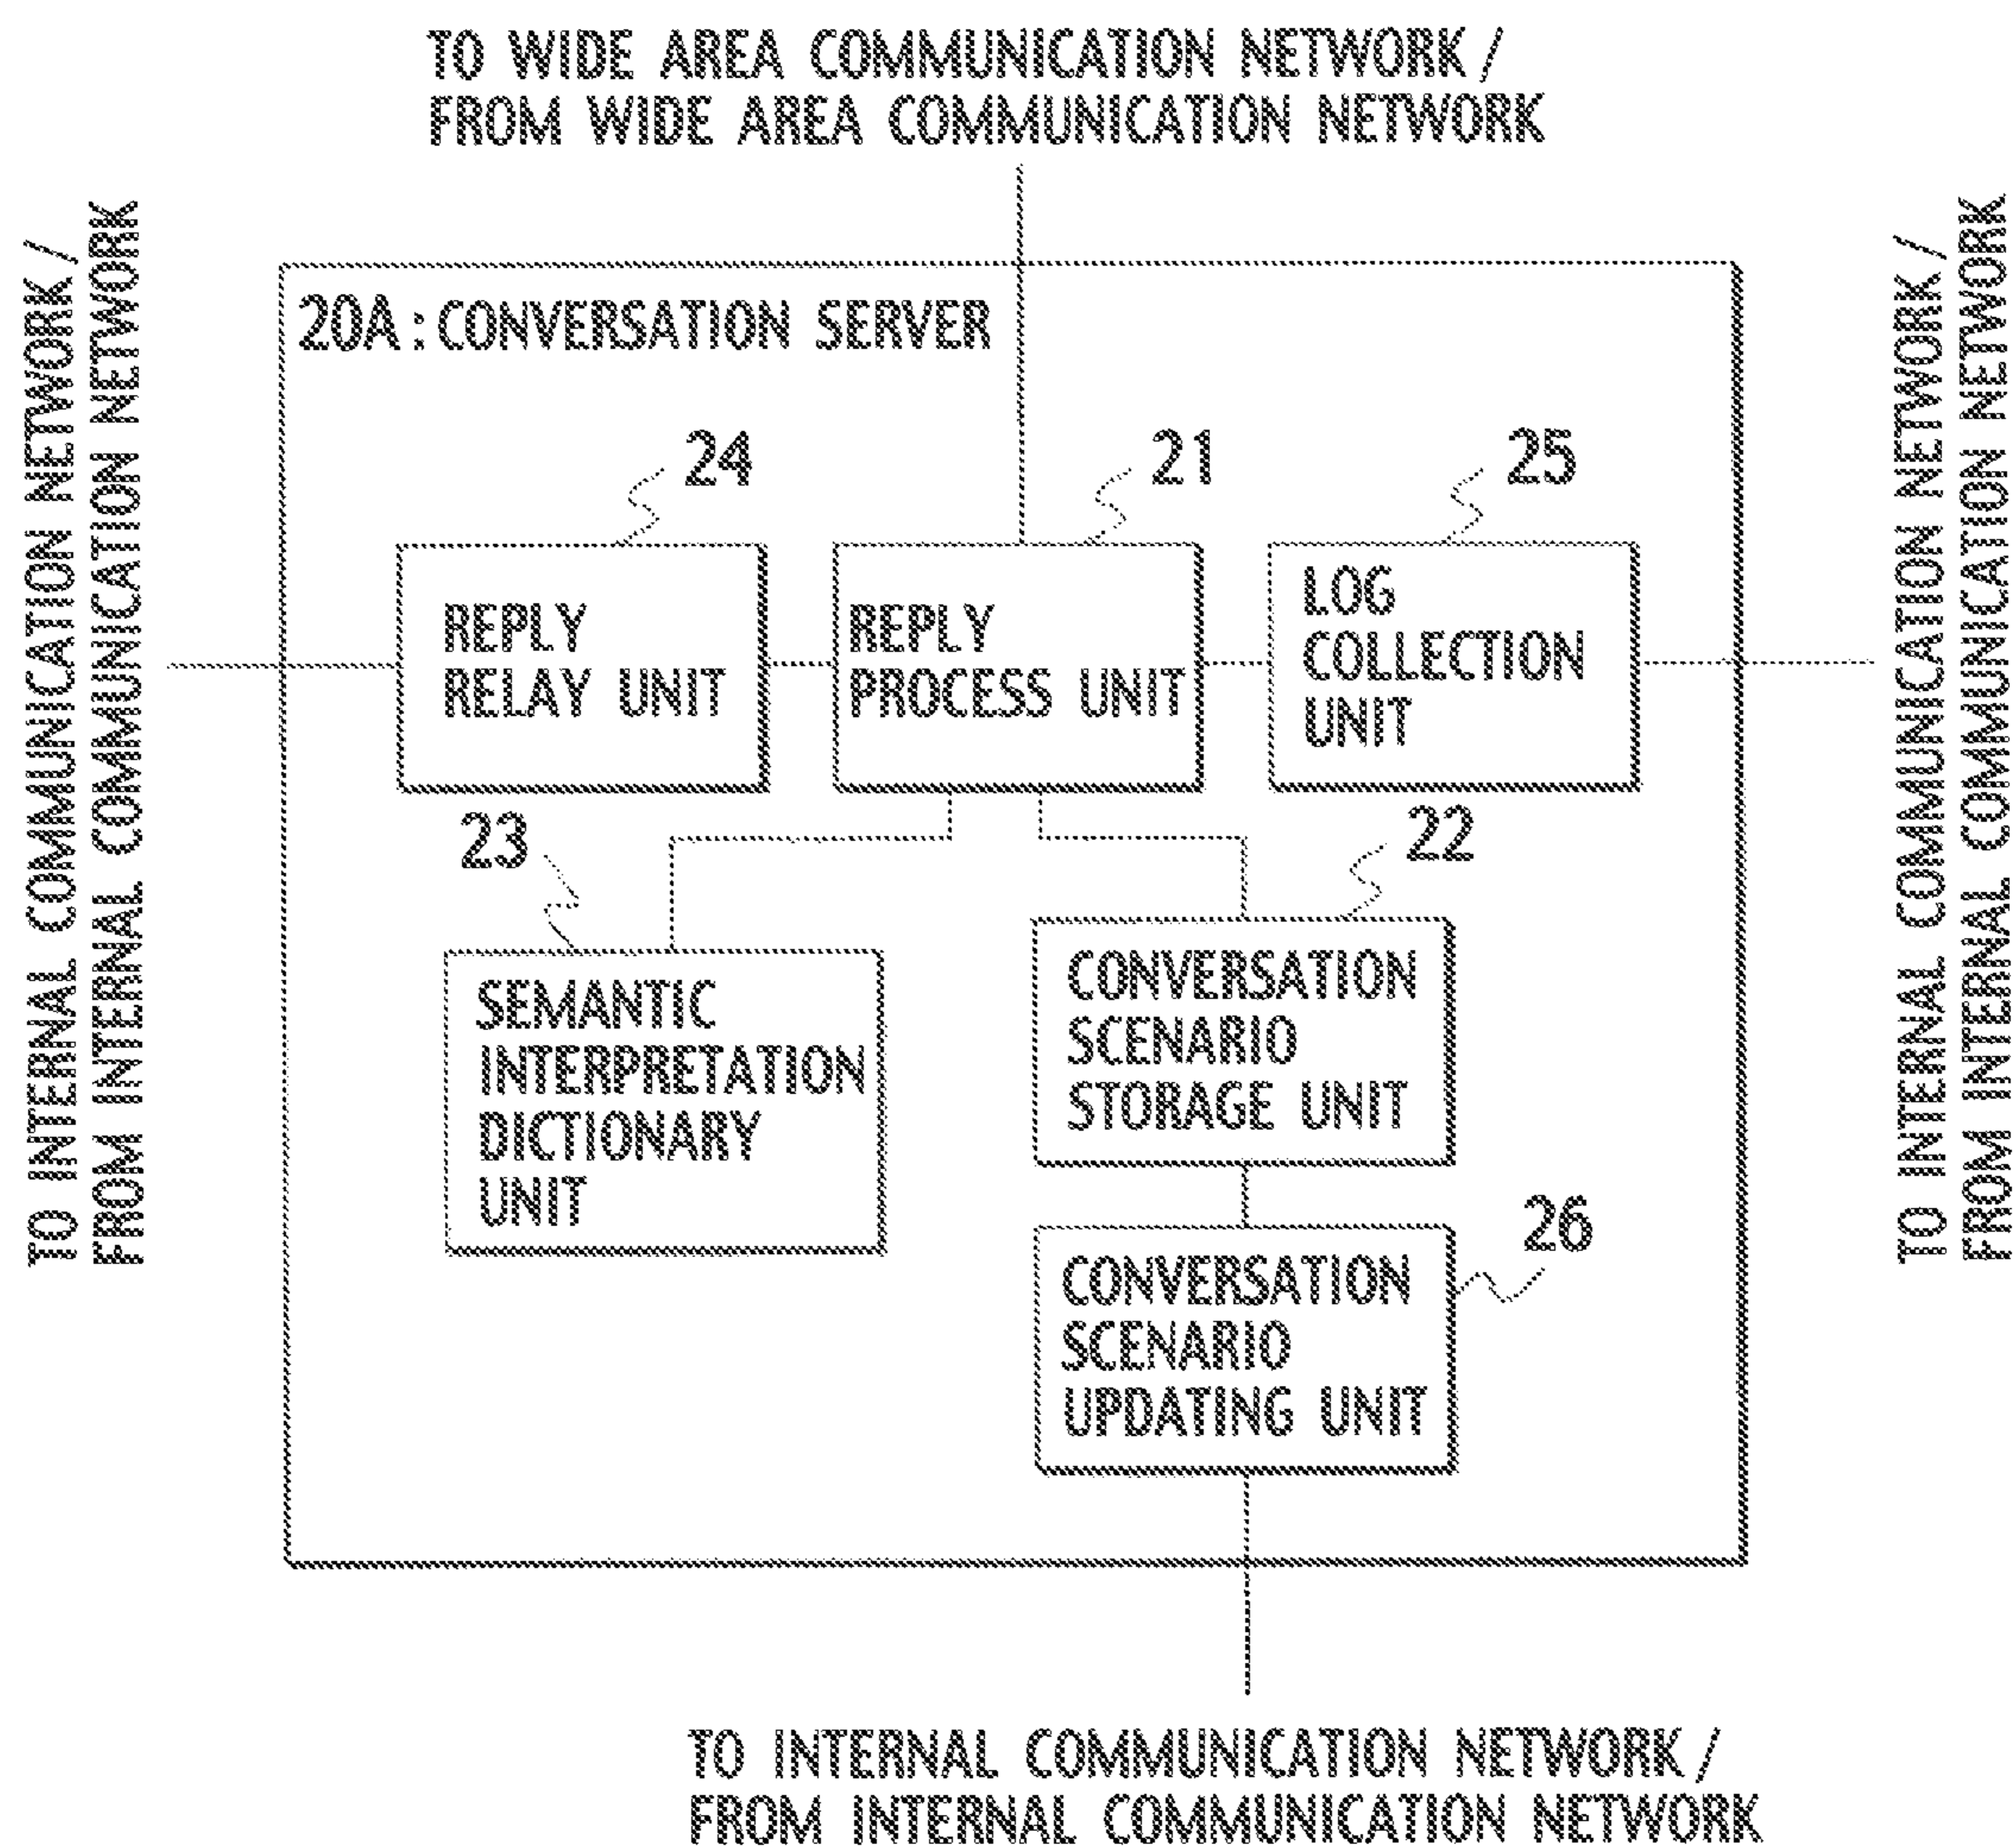 TO WIDE AREA COMMUNICATION NETWORK /
FROM WIDE AREA COMMUNICATION NETWORK
TO INTERNAL COMMUNICATION NETWORK /
FROM INTERNAL COMMUNICATION NETWORK
20A : CONVERSATION SERVER
24
REPLY
RELAY UNIT
21
REPLY
PROCESS UNIT
25
LOG
COLLECTION
UNIT
23
SEMANTIC
INTERPRETATION
DICTIONARY
UNIT
22
CONVERSATION
SCENARIO
STORAGE UNIT
26
CONVERSATION
SCENARIO
UPDATING UNIT
TO INTERNAL COMMUNICATION NETWORK /
FROM INTERNAL COMMUNICATION NETWORK
TO INTERNAL COMMUNICATION NETWORK /
FROM INTERNAL COMMUNICATION NETWORK